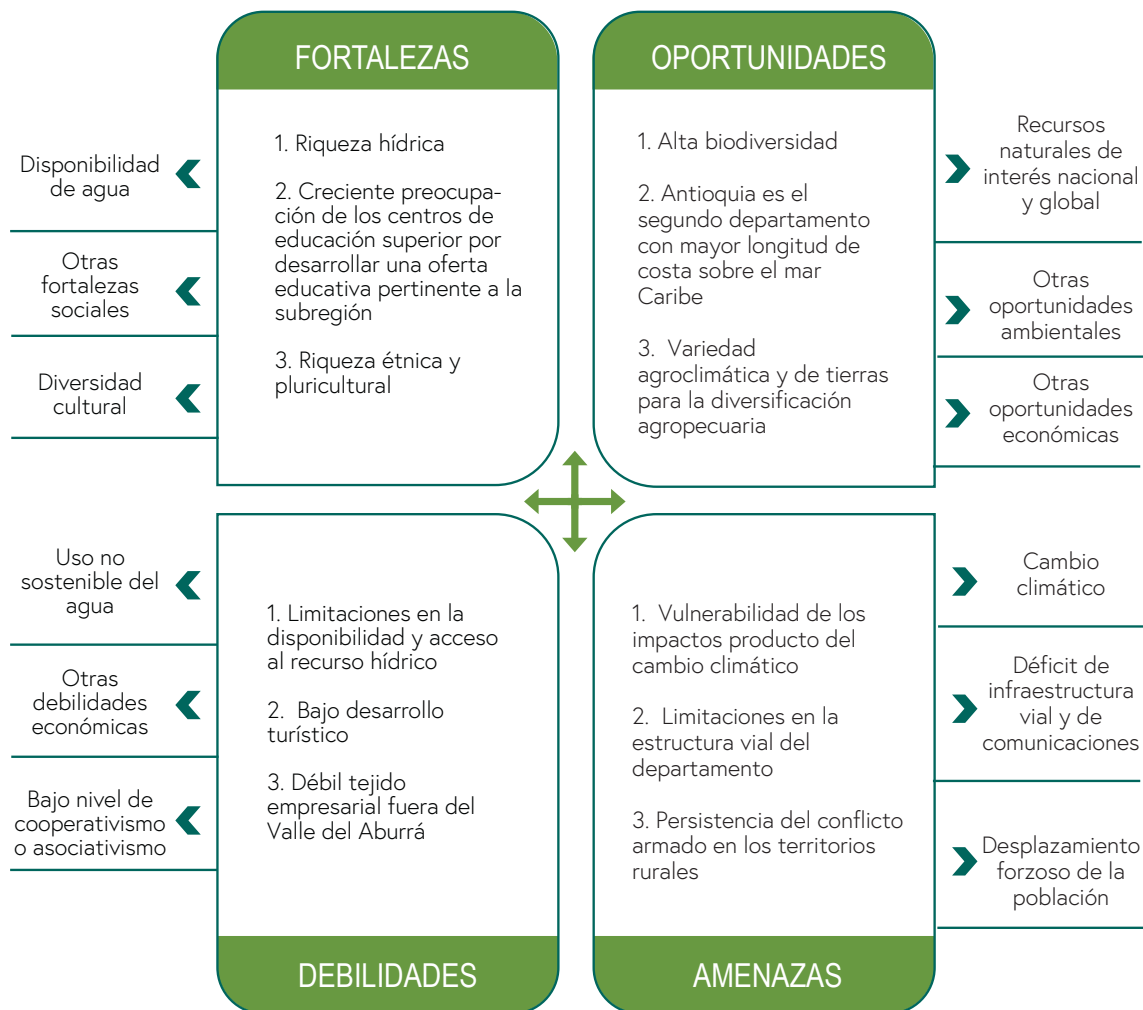 FORTALEZAS
1. Riqueza hídrica
2. Creciente preocupa-
ción de los centros de
educación superior por
desarrollar una oferta
educativa pertinente a la
subregión
3. Riqueza étnica y
pluricultural
Disponibilidad
de agua
Otras
fortalezas
sociales
Diversidad
cultural
OPORTUNIDADES
1. Alta biodiversidad
2. Antioquia es el
segundo departamento
con mayor longitud de
costa sobre el mar
Caribe
3. Variedad
agroclimática y de tierras
para la diversificación
agropecuaria
Recursos
naturales de
interés nacional
y global
Otras
oportunidades
ambientales
Otras
oportunidades
económicas
Uso no
sostenible del
agua
Otras
debilidades
económicas
Bajo nivel de
cooperativismo
o asociativismo
1. Limitaciones en la
disponibilidad y acceso
al recurso hídrico
2. Bajo desarrollo
turístico
3. Débil tejido
empresarial fuera del
Valle del Aburrá
DEBILIDADES
1. Vulnerabilidad de los
impactos producto del
cambio climático
2. Limitaciones en la
estructura vial del
departamento
3. Persistencia del conflicto
armado en los territorios
rurales
AMENAZAS
Cambio
climático
Déficit de
infraestructura
vial y de
comunicaciones
Desplazamiento
forzoso de la
población